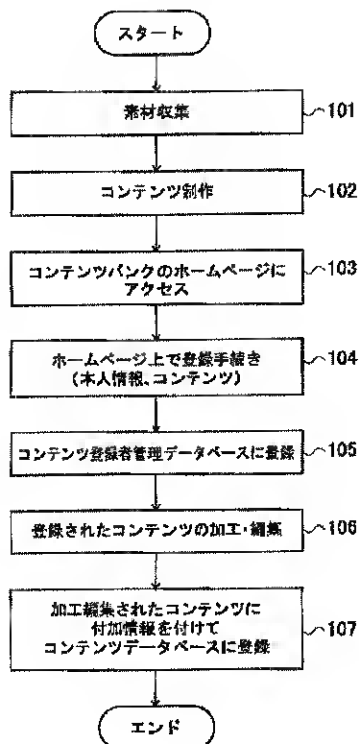 スタート
素材収集 101
コンテンツ制作 102
コンテンツバンクのホームページに 103
アクセス
ホームページ上で登録手続き 104
(本人情報、コンテンツ)
コンテンツ登録者管理データベースに登録 105
登録されたコンテンツの加工・編集 106
加工編集されたコンテンツに
付加情報を付けて 107
コンテンツデータベースに登録
エンド